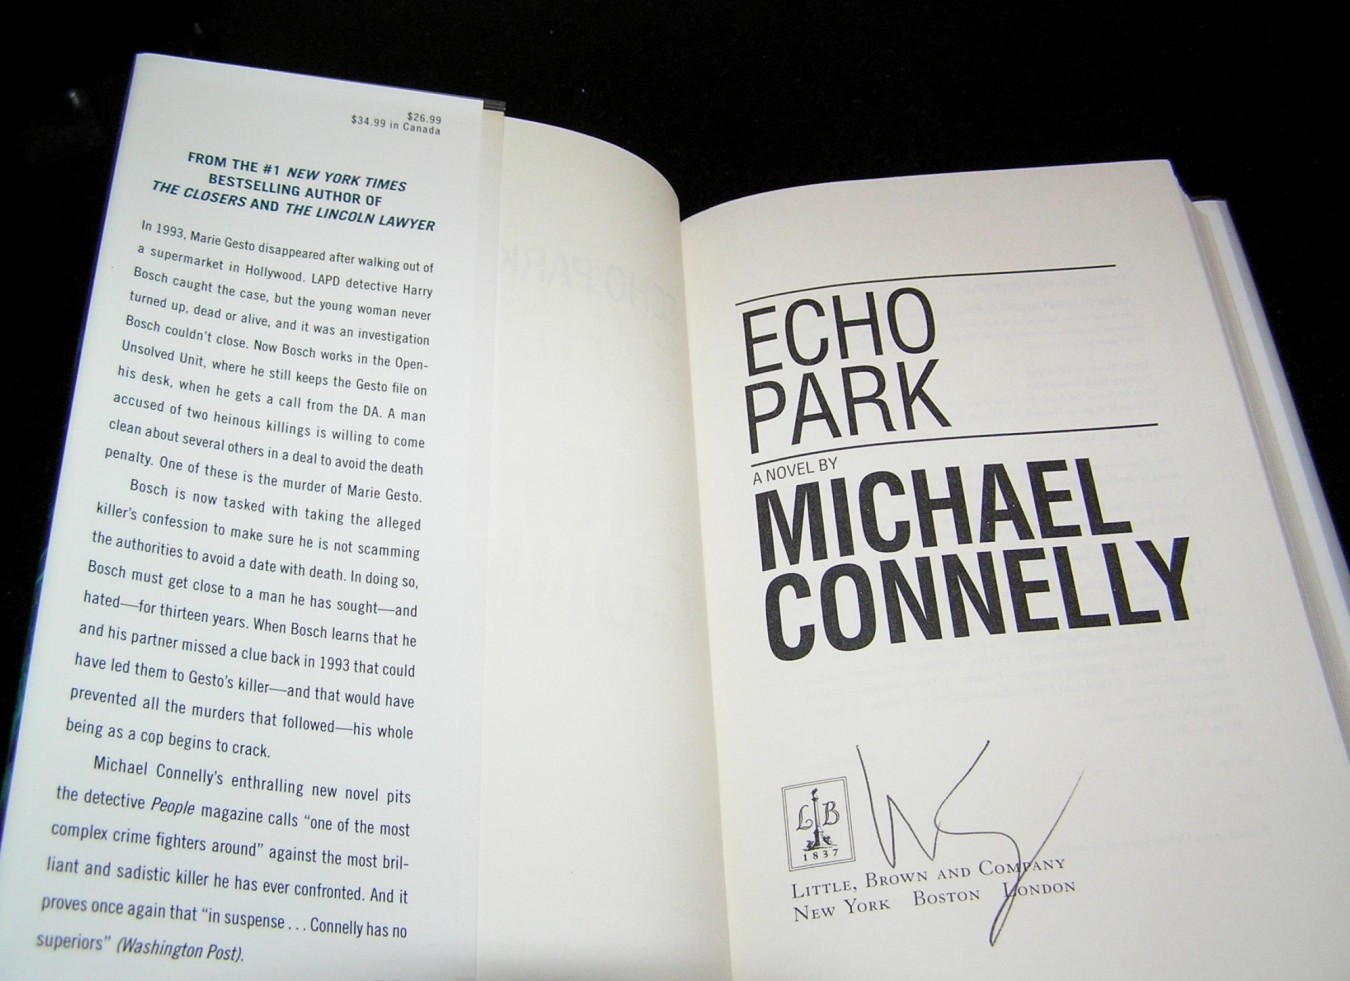 $26.99
$34.99 in Canada
FROM THE #1 NEW YORK TIMES
BESTSELLING AUTHOR OF
THE CLOSERS AND THE LINCOLN LAWYER
In 1993, Marie Gesto disappeared after walking out of
a supermarket in Hollywood. LAPD detective Harry
Bosch caught the case, but the young woman never
turned up, dead or alive, and it was an investigation
Bosch couldn't close. Now Bosch works in the Open-
Unsolved Unit, where he still keeps the Gesto file on
his desk, when he gets a call from the DA. A man
accused of two heinous killings is willing to come
clean about several others in a deal to avoid the death
penalty. One of these is the murder of Marie Gesto.
Bosch is now tasked with taking the alleged
killer's confession to make sure he is not scamming
the authorities to avoid a date with death. In doing so,
Bosch must get close to a man he has sought—and
hated—for thirteen years. When Bosch learns that he
and his partner missed a clue back in 1993 that could
have led them to Gesto's killer—and that would have
prevented all the murders that followed—his whole
being as a cop begins to crack.
Michael Connelly's enthralling new novel pits
the detective People magazine calls "one of the most
complex crime fighters around" against the most bril-
liant and sadistic killer he has ever confronted. And it
proves once again that "in suspense . . . Connelly has no
superiors" (Washington Post).
ECHO
PARK
A NOVEL BY
MICHAEL
CONNELLY
L B
1837
LITTLE, BROWN AND COMPANY
NEW YORK BOSTON LONDON